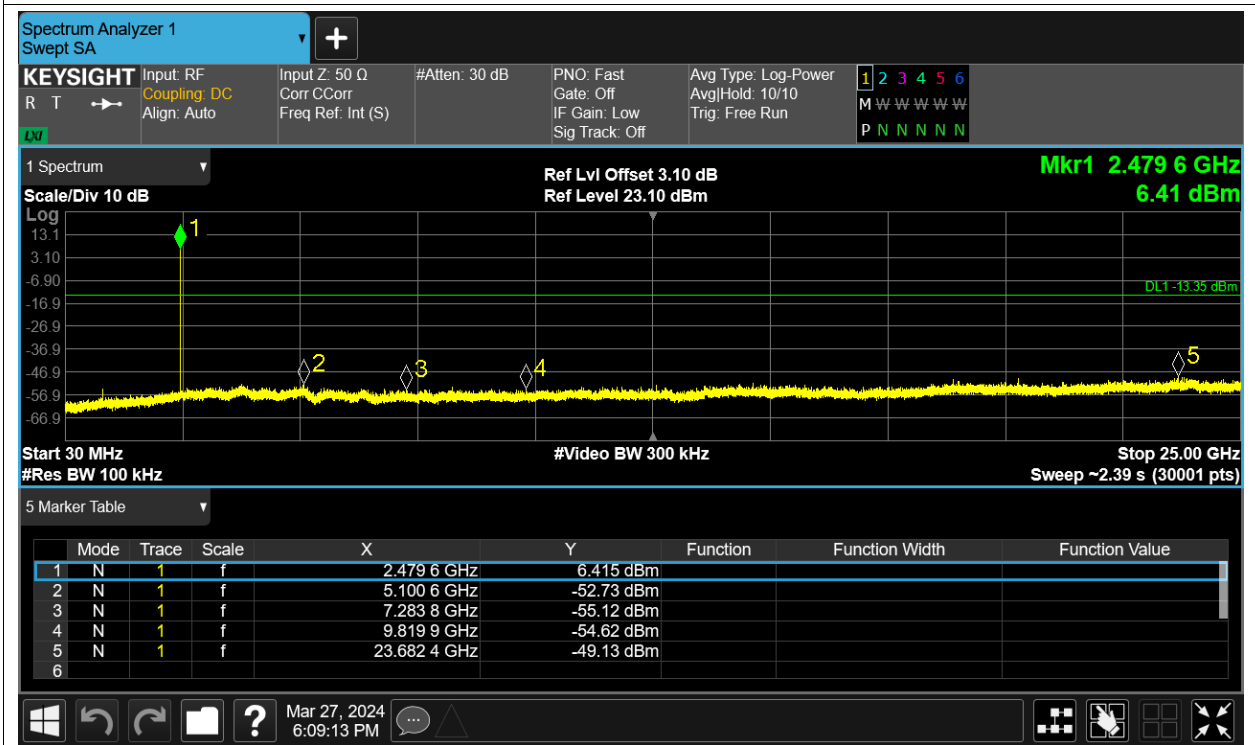 Spectrum Analyzer 1
Swept SA
KEYSIGHT Input: RF Input Z: 50 Ω #Atten: 30 dB PNO: Fast Avg Type: Log-Power 1 2 3 4 5 6
R T Coupling: DC Corr CCorr Gate: Off Avg|Hold: 10/10 M W W W W W
Align: Auto Freq Ref: Int (S) IF Gain: Low Trig: Free Run
LXI Sig Track: Off P N N N N N
1 Spectrum Ref Lvl Offset 3.10 dB Mkr1 2.479 6 GHz
Scale/Div 10 dB Ref Level 23.10 dBm 6.41 dBm
Log
1
13.1
3.10
-6.90
DL1 -13.35 dBm
-16.9
-26.9
-36.9
2 3 4 5
-46.9
-56.9
-66.9
Start 30 MHz #Video BW 300 kHz Stop 25.00 GHz
#Res BW 100 kHz Sweep ~2.39 s (30001 pts)
5 Marker Table
Mode Trace Scale X Y Function Function Width Function Value
1 N 1 f 2.479 6 GHz 6.415 dBm
2 N 1 f 5.100 6 GHz -52.73 dBm
3 N 1 f 7.283 8 GHz -55.12 dBm
4 N 1 f 9.819 9 GHz -54.62 dBm
5 N 1 f 23.682 4 GHz -49.13 dBm
6
? Mar 27, 2024
6:09:13 PM